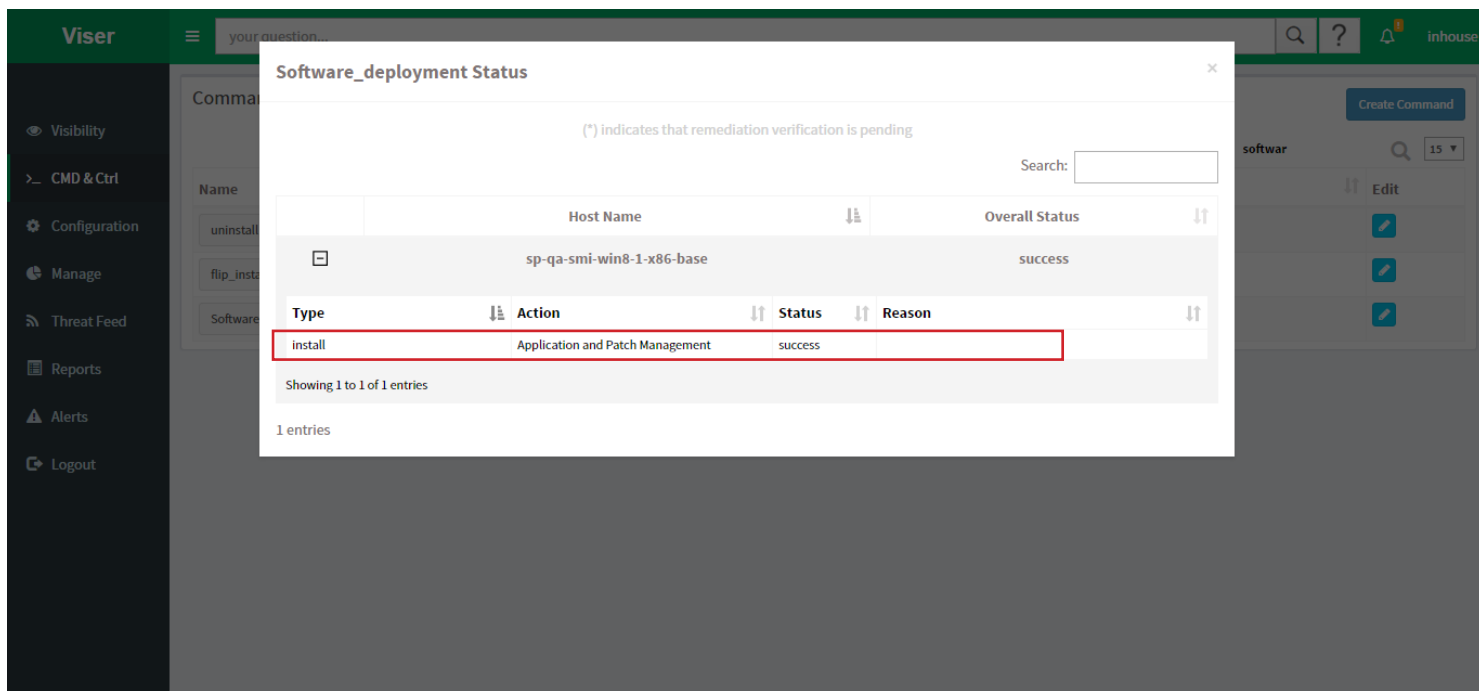 Viser
your question...
?
!
inhouse
Visibility
>_ CMD & Ctrl
Configuration
Manage
Threat Feed
Reports
Alerts
Logout
Create Command
softwar
15
Name
Edit
uninstall
Software
Software_deployment Status
×
(*) indicates that remediation verification is pending
Search:
Host Name Overall Status
sp-qa-smi-win8-1-x86-base success
Type Action Status Reason
install Application and Patch Management success
Showing 1 to 1 of 1 entries
1 entries